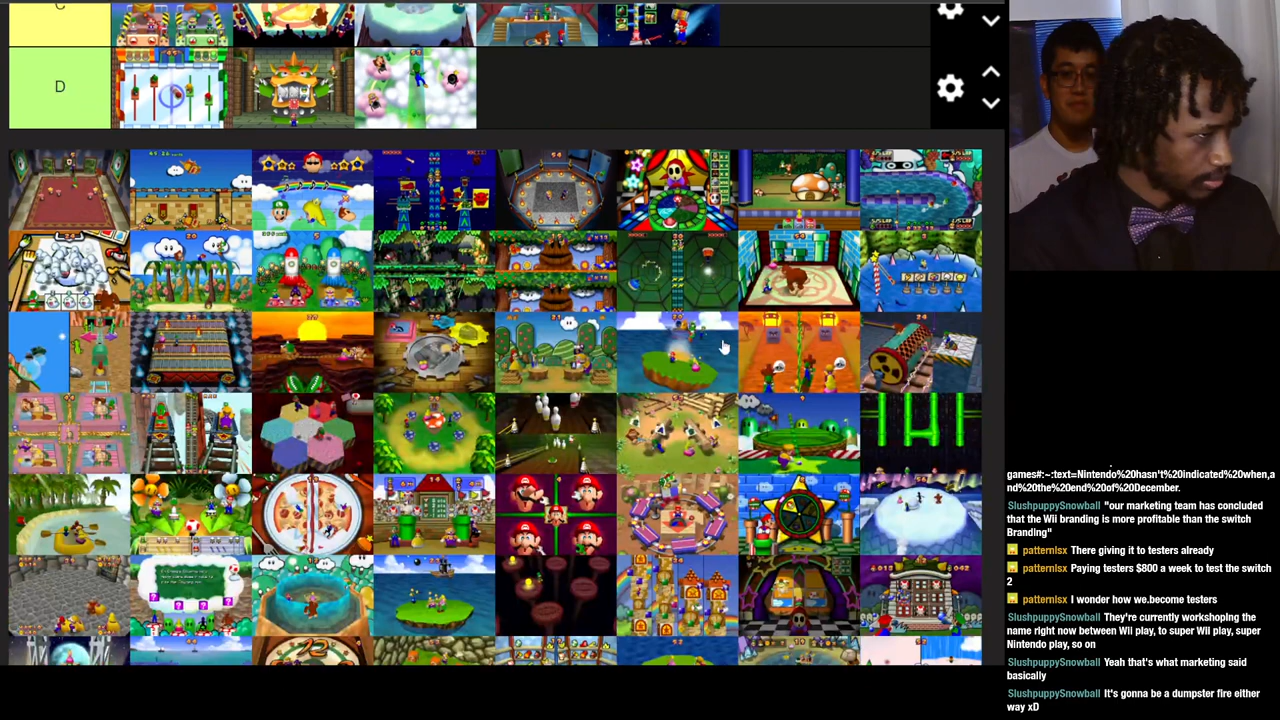 C
D
games#:~:text=Nintendo%20hasn't%20indicated%20when,a
nd%20the%20end%20of%20December.
SlushpuppySnowball "our marketing team has concluded
that the Wii branding is more profitable than the switch
Branding"
patternlsx There giving it to testers already
patternlsx Paying testers $800 a week to test the switch
2
patternlsx I wonder how we.become testers
SlushpuppySnowball They're currently workshoping the
name right now between Wii play, to super Wii play, super
Nintendo play, so on
SlushpuppySnowball Yeah that's what marketing said
basically
SlushpuppySnowball It's gonna be a dumpster fire either
way xD